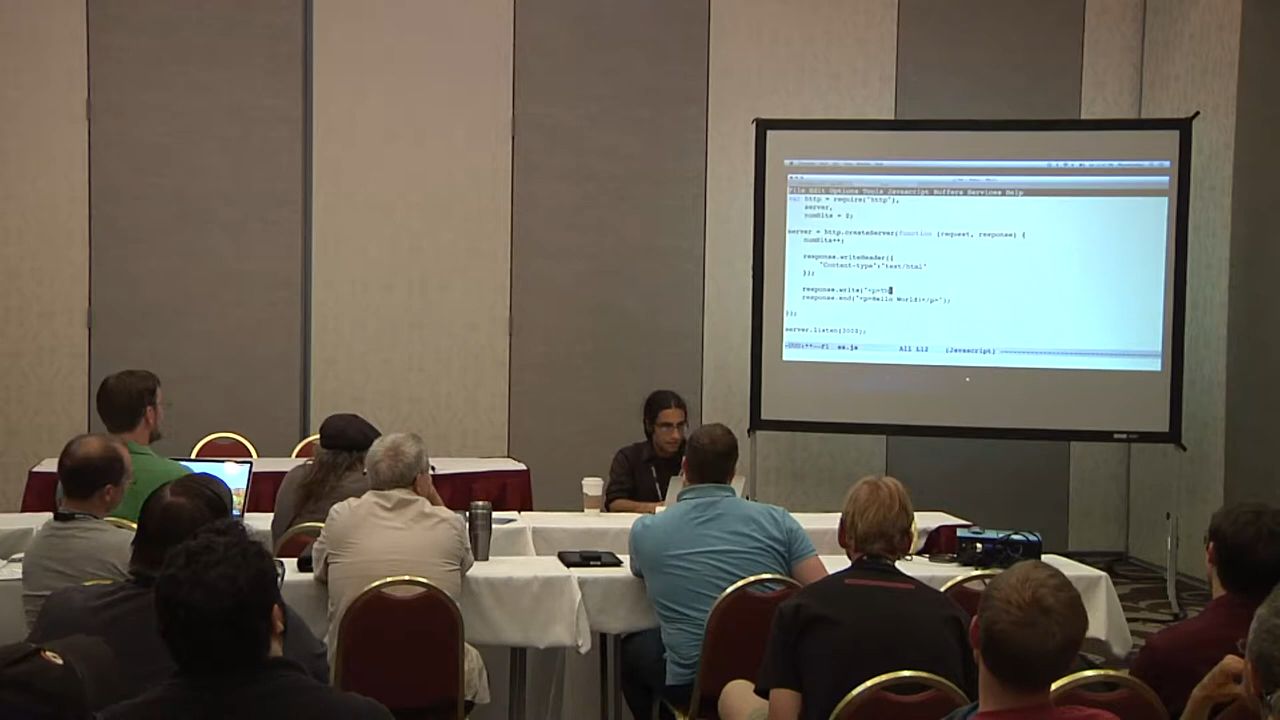 File Edit Options Tools Javascript Buffers Services Help
var http = require("http"),
server,
numHits = 0;
server = http.createServer(function (request, response) {
numHits++;
response.writeHeader({
"Content-type":"text/html"
});
response.write("<p>Th
response.end("<p>Hello World!</p>");
});
server.listen(3000);
All L12 (Javascript)